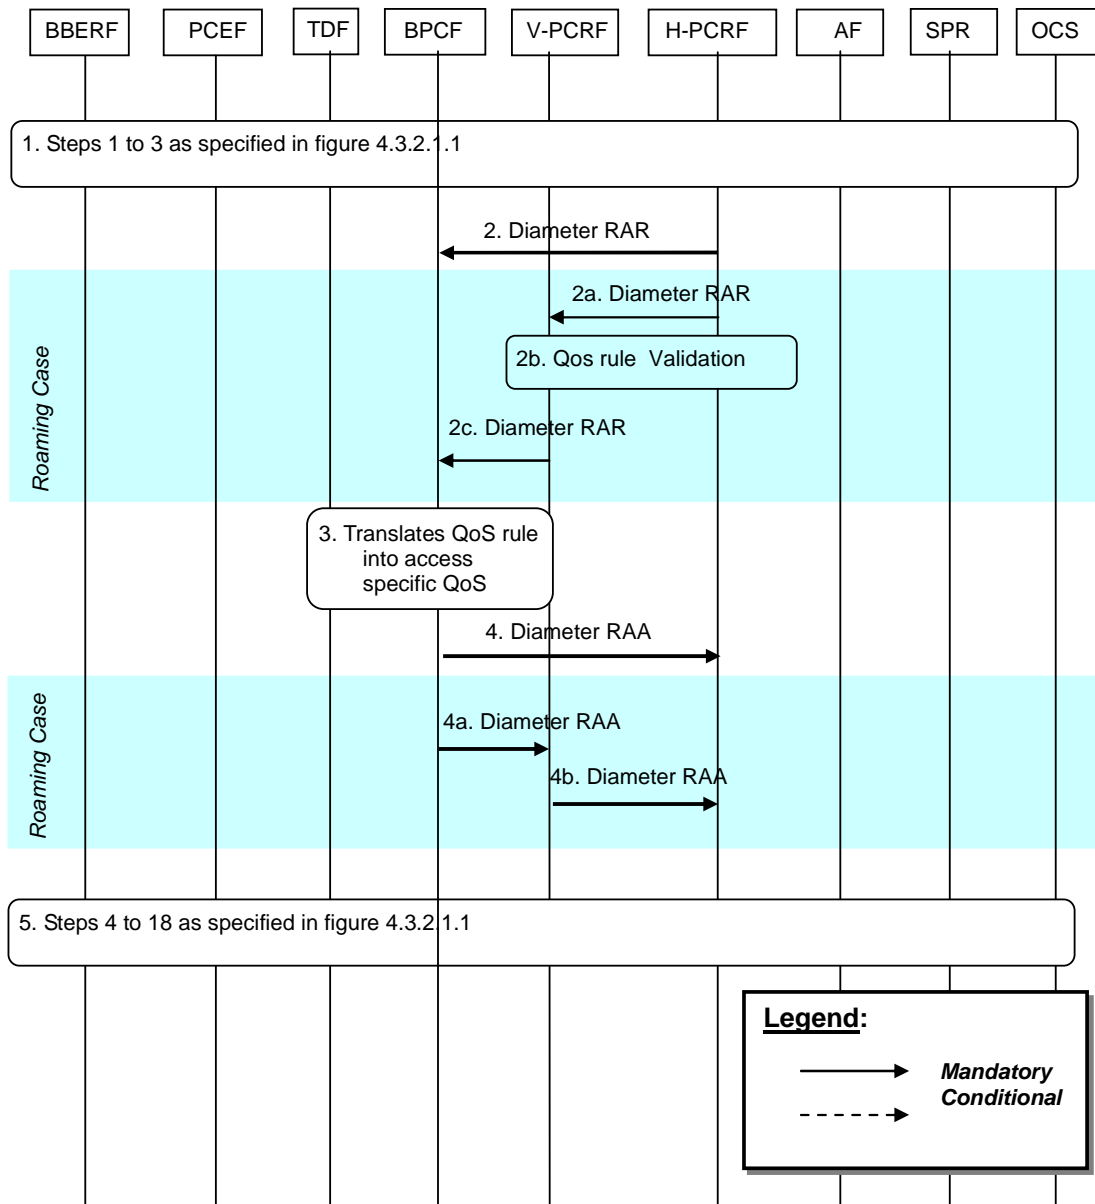 BBERF
PCEF
TDF
BPCF
V-PCRF
H-PCRF
AF
SPR
OCS
1. Steps 1 to 3 as specified in figure 4.3.2.1.1
2. Diameter RAR
Roaming Case
2a. Diameter RAR
2b. Qos rule Validation
2c. Diameter RAR
3. Translates QoS rule
into access
specific QoS
4. Diameter RAA
Roaming Case
4a. Diameter RAA
4b. Diameter RAA
5. Steps 4 to 18 as specified in figure 4.3.2.1.1
Legend:
Mandatory
Conditional